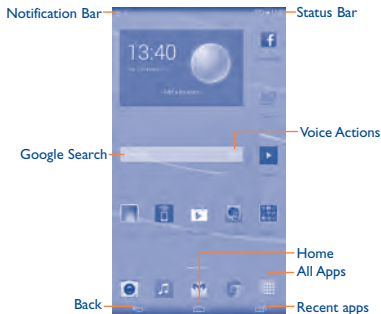 Notification Bar
Status Bar
13:40
Voice Actions
Google Search
Home
All Apps
Back
Recent apps